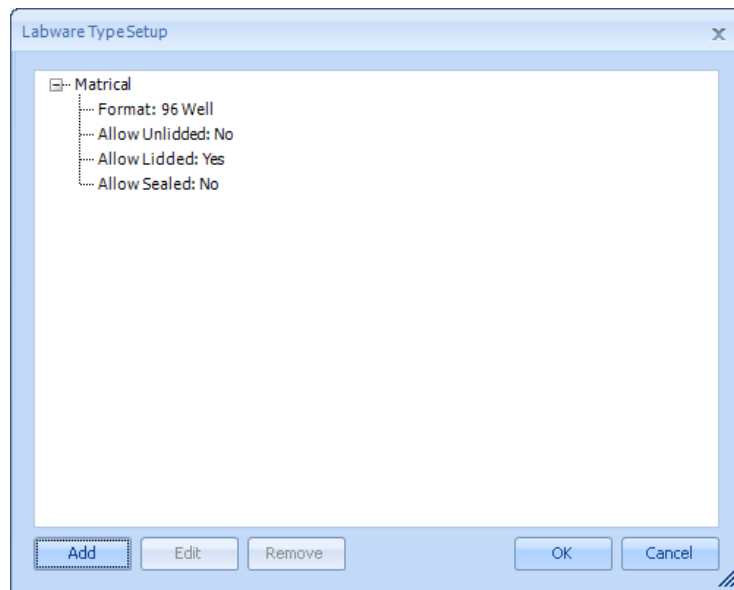 Labware Type Setup
Matrical
Format: 96 Well
Allow Unlidded: No
Allow Lidded: Yes
Allow Sealed: No
Add Edit Remove OK Cancel